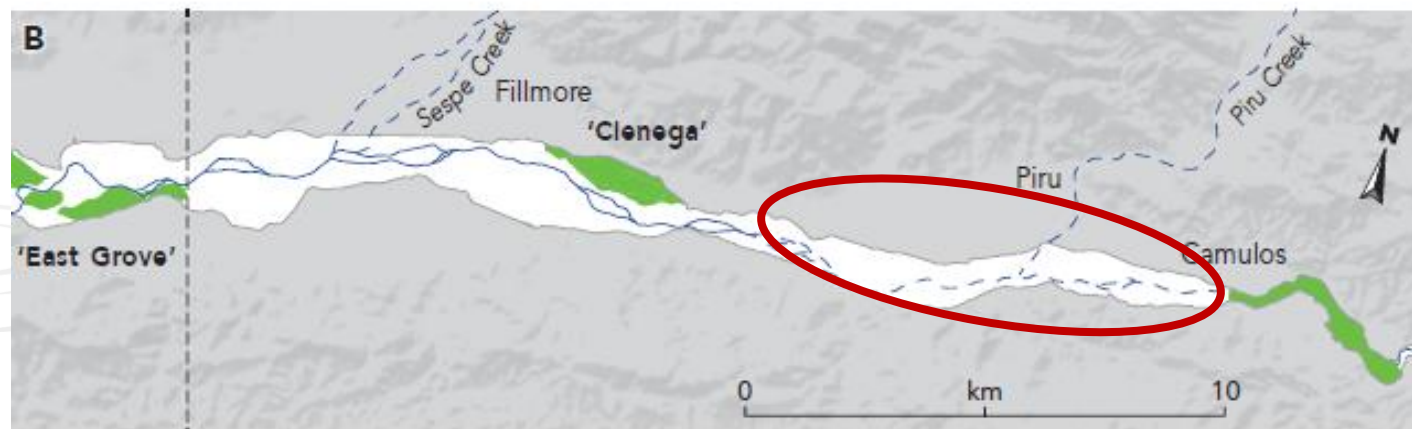 B
Sespe Creek
Fillmore
'Cienega'
Piru Creek
N
Piru
Camulos
'East Grove'
0 km 10